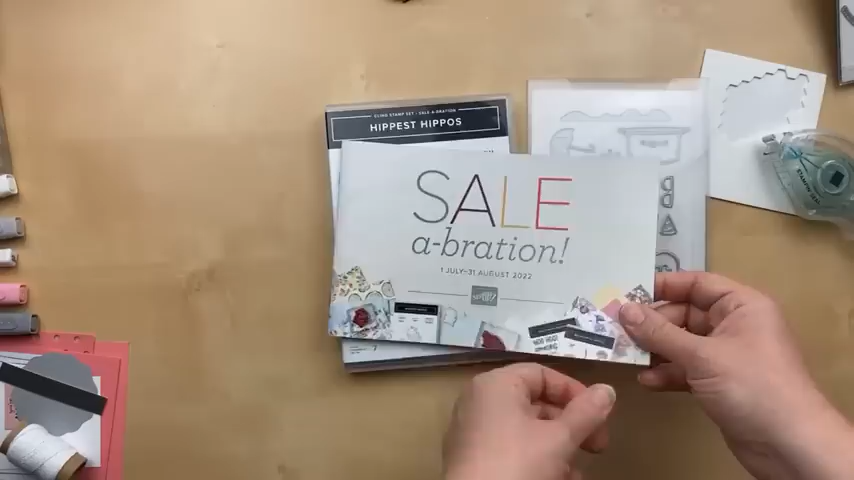 CLING STAMP SET • SALE-A-BRATION
HIPPEST HIPPOS
SALE
a-bration!
1 JULY–31 AUGUST 2022